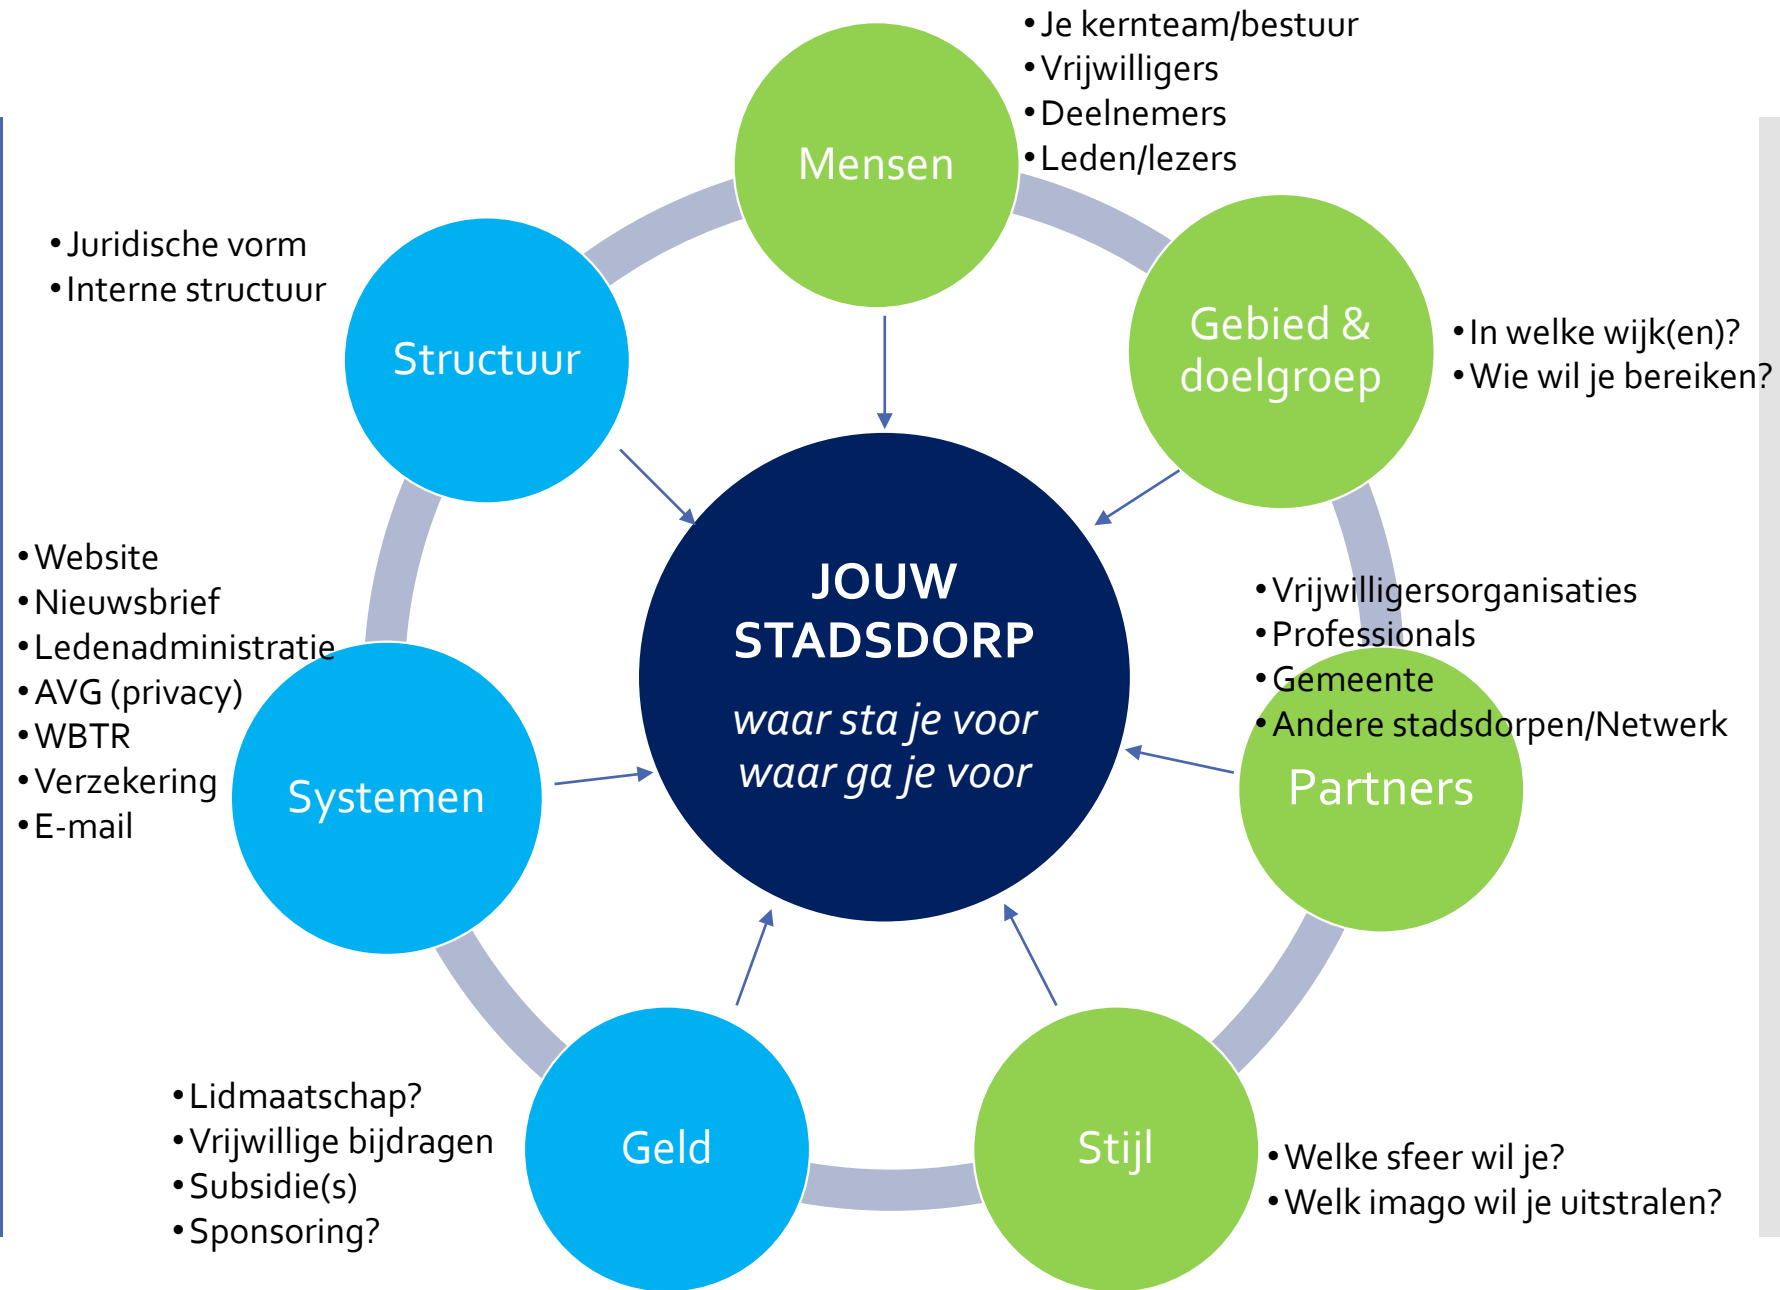 •Je kernteam/bestuur
•Vrijwilligers
•Deelnemers
•Leden/lezers
Mensen
•Juridische vorm
•Interne structuur
Structuur
Gebied &
doelgroep
•In welke wijk(en)?
•Wie wil je bereiken?
•Website
•Nieuwsbrief
•Ledenadministratie
•AVG (privacy)
•WBTR
•Verzekering
•E-mail
Systemen
JOUW
STADSDORP
waar sta je voor
waar ga je voor
•Vrijwilligersorganisaties
•Professionals
•Gemeente
•Andere stadsdorpen/Netwerk
Partners
•Lidmaatschap?
•Vrijwillige bijdragen
•Subsidie(s)
•Sponsoring?
Geld
Stijl
•Welke sfeer wil je?
•Welk imago wil je uitstralen?